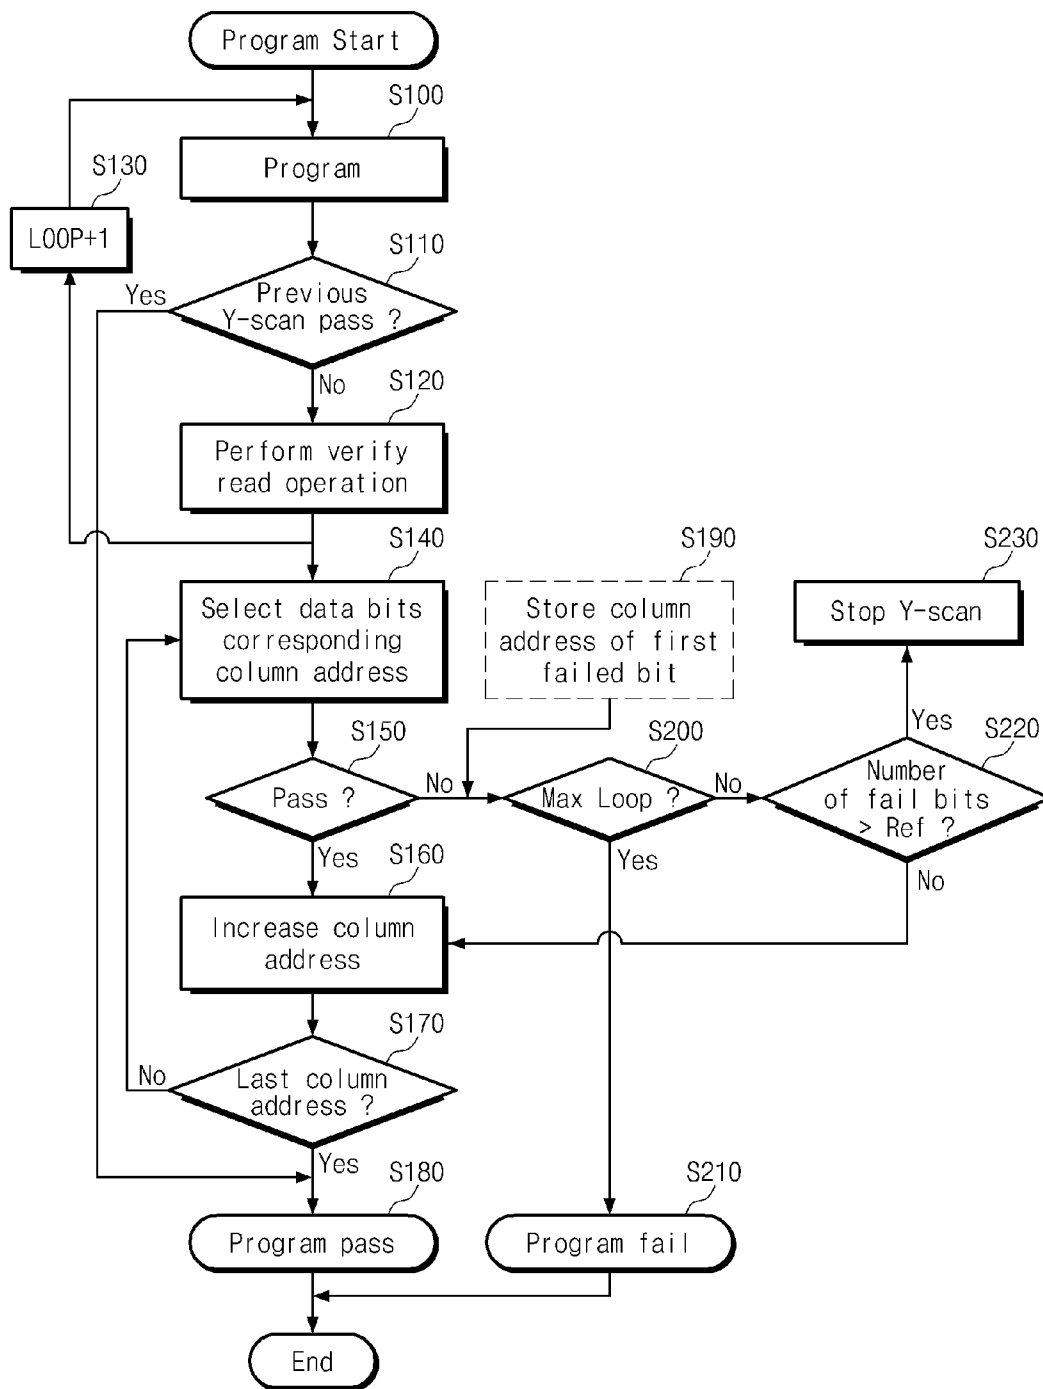 Program Start
S100
Program
S130
LOOP+1
S110
Previous
Y-scan pass ?
Yes
No
S120
Perform verify
read operation
S140
Select data bits
corresponding
column address
S190
Store column
address of first
failed bit
S230
Stop Y-scan
Yes
S150
Pass ?
No
S200
Max Loop ?
No
S220
Number
of fail bits
> Ref ?
Yes
Yes
No
S160
Increase column
address
S170
Last column
address ?
No
Yes
S180
Program pass
S210
Program fail
End